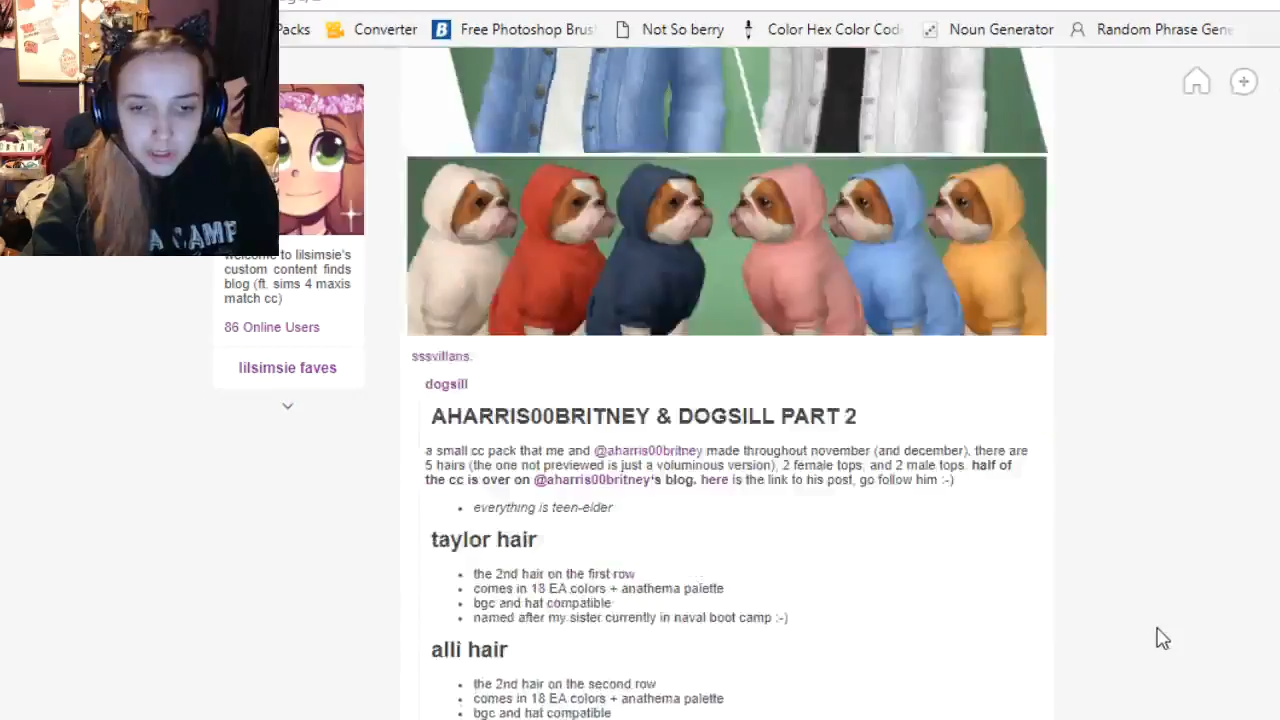 Packs
Converter
Free Photoshop Brus
Not So berry
Color Hex Color Cod
Noun Generator
Random Phrase Gene
A CAMP
welcome to lilsimsie's
custom content finds
blog (ft. sims 4 maxis
match cc)
86 Online Users
lilsimsie faves
sssvillans:
dogsill
AHARRIS00BRITNEY & DOGSILL PART 2
a small cc pack that me and @aharris00britney made throughout november (and december). there are
5 hairs (the one not previewed is just a voluminous version), 2 female tops, and 2 male tops. half of
the cc is over on @aharris00britney's blog. here is the link to his post, go follow him :-)
• everything is teen-elder
taylor hair
• the 2nd hair on the first row
• comes in 18 EA colors + anathema palette
• bgc and hat compatible
• named after my sister currently in naval boot camp :-)
alli hair
• the 2nd hair on the second row
• comes in 18 EA colors + anathema palette
• bgc and hat compatible